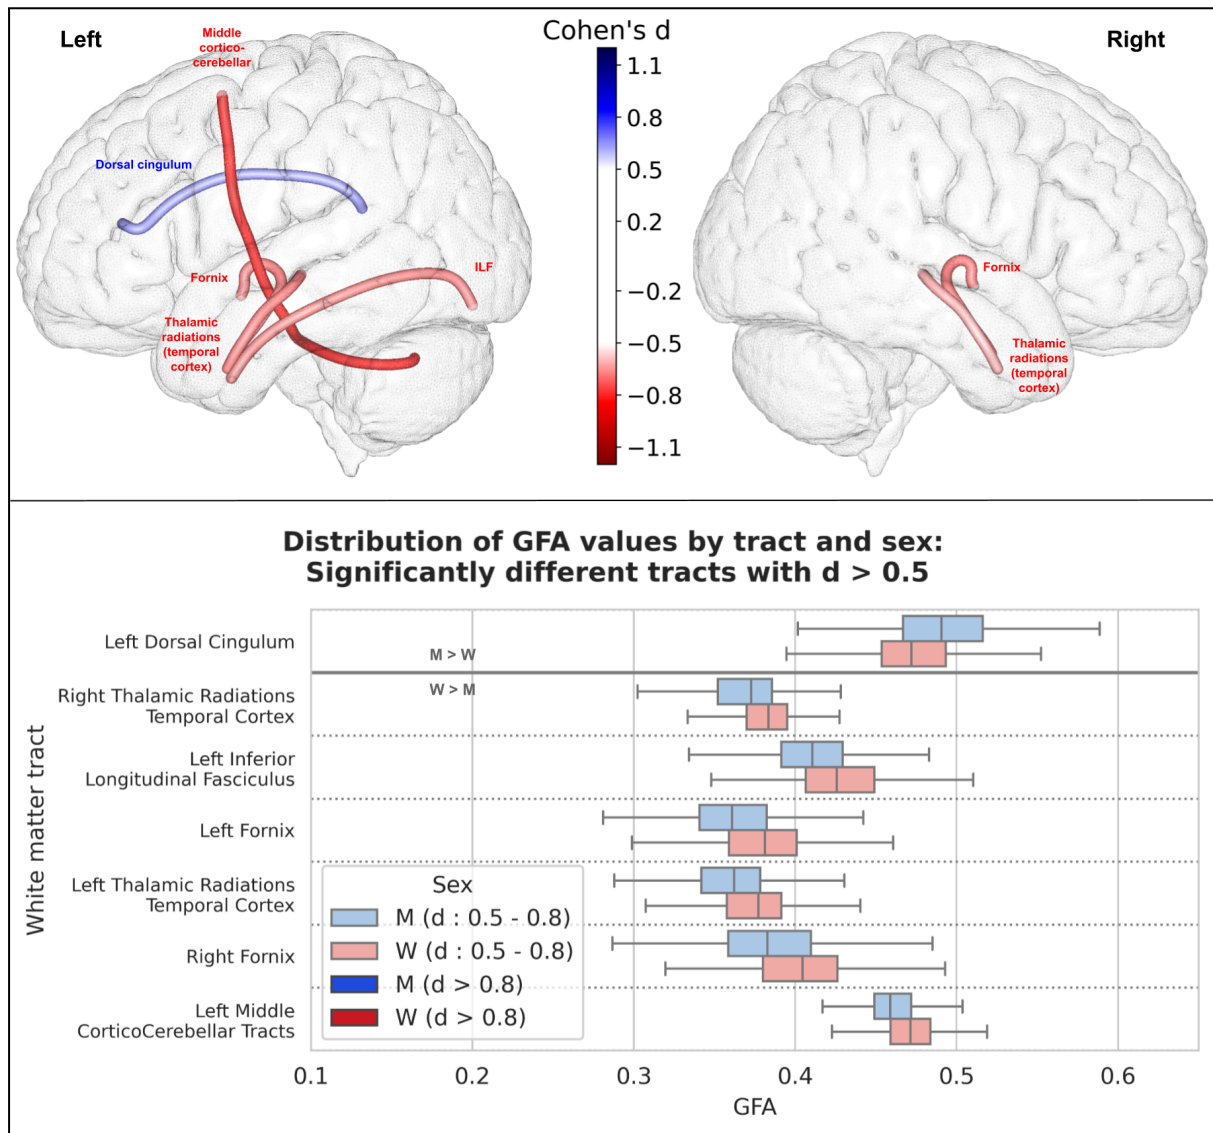 Left
Middle
cortico-
cerebellar
Dorsal cingulum
Fornix
ILF
Thalamic
radiations
(temporal
cortex)
Cohen's d
1.1
0.8
0.5
0.2
−0.2
−0.5
−0.8
−1.1
Right
Fornix
Thalamic
radiations
(temporal
cortex)
Distribution of GFA values by tract and sex:
Significantly different tracts with d > 0.5
White matter tract
Left Dorsal Cingulum
M > W
W > M
Right Thalamic Radiations
Temporal Cortex
Left Inferior
Longitudinal Fasciculus
Left Fornix
Left Thalamic Radiations
Temporal Cortex
Right Fornix
Left Middle
CorticoCerebellar Tracts
Sex
M (d : 0.5 - 0.8)
W (d : 0.5 - 0.8)
M (d > 0.8)
W (d > 0.8)
0.1 0.2 0.3 0.4 0.5 0.6
GFA